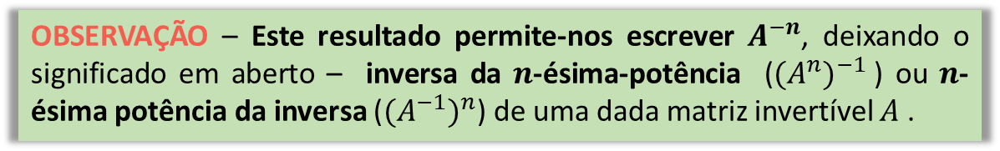 OBSERVAÇÃO – Este resultado permite-nos escrever $A^{-n}$, deixando o
significado em aberto – inversa da $n$-ésima-potência ($(A^n)^{-1}$ ) ou $n$-
ésima potência da inversa ($(A^{-1})^n$) de uma dada matriz invertível $A$ .